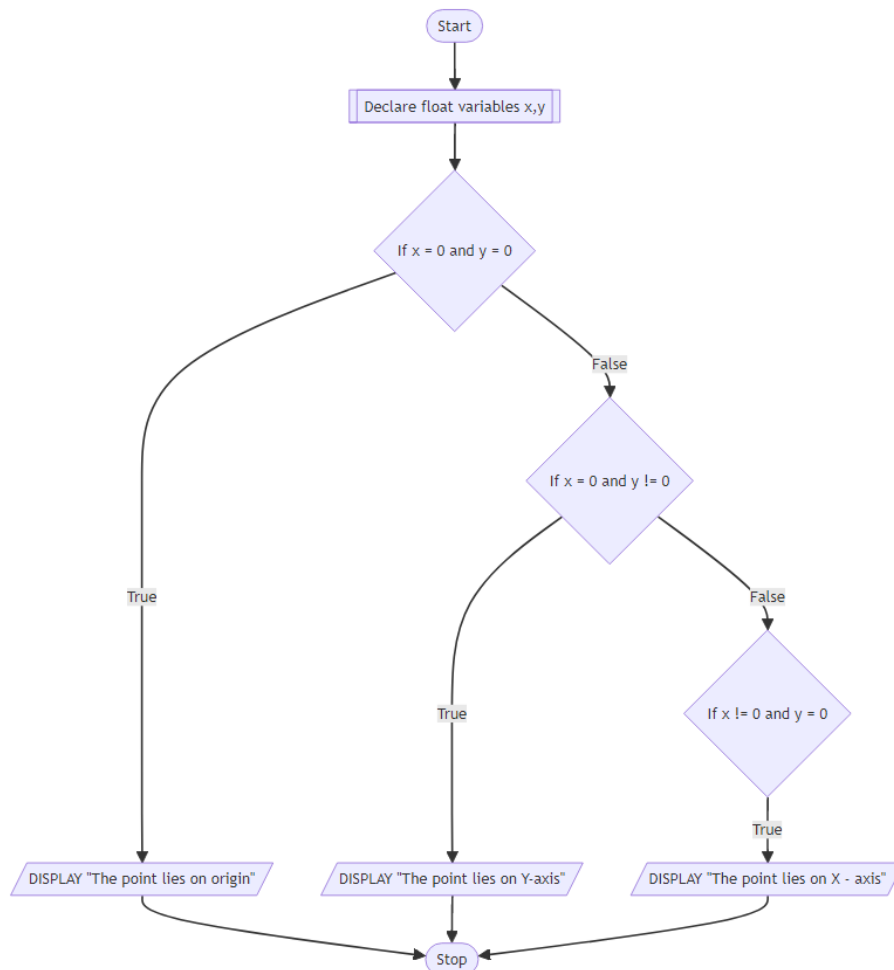 Start
Declare float variables x,y
If x = 0 and y = 0
False
If x = 0 and y != 0
True
False
True
If x != 0 and y = 0
True
DISPLAY "The point lies on origin"
DISPLAY "The point lies on Y-axis"
DISPLAY "The point lies on X - axis"
Stop